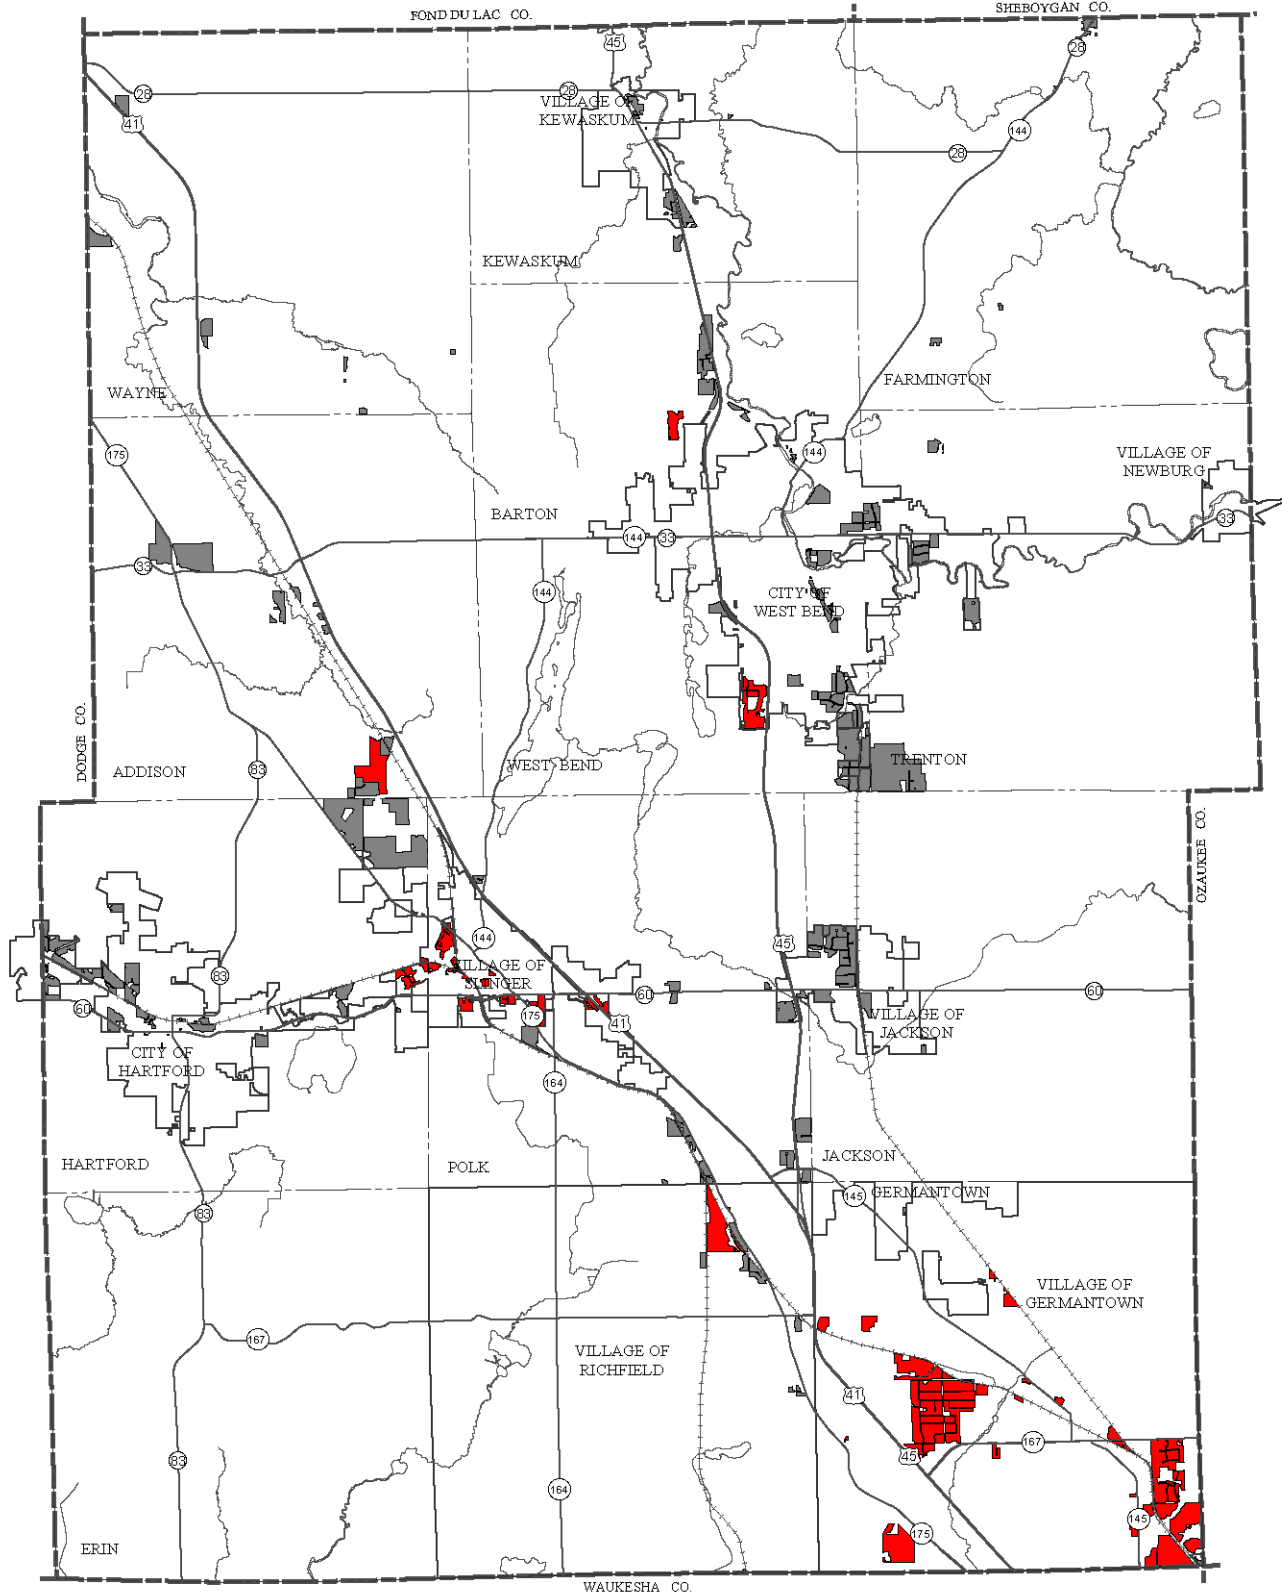 FOND DU LAC CO.
SHEBOYGAN CO.
45
28
28
28
VILLAGE OF
KEWASKUM
41
144
28
KEWASKUM
WAYNE
FARMINGTON
175
144
VILLAGE OF
NEWBURG
BARTON
33
144
33
33
144
CITY OF
WEST BEND
DODGE CO.
ADDISON
83
WEST BEND
TRENTON
OZAUKEE CO.
144
45
83
VILLAGE OF
SLINGER
60
60
60
175
41
VILLAGE OF
JACKSON
CITY OF
HARTFORD
164
HARTFORD
POLK
JACKSON
145
GERMANTOWN
83
VILLAGE OF
GERMANTOWN
167
VILLAGE OF
RICHFIELD
41
83
45
167
164
145
175
ERIN
WAUKESHA CO.